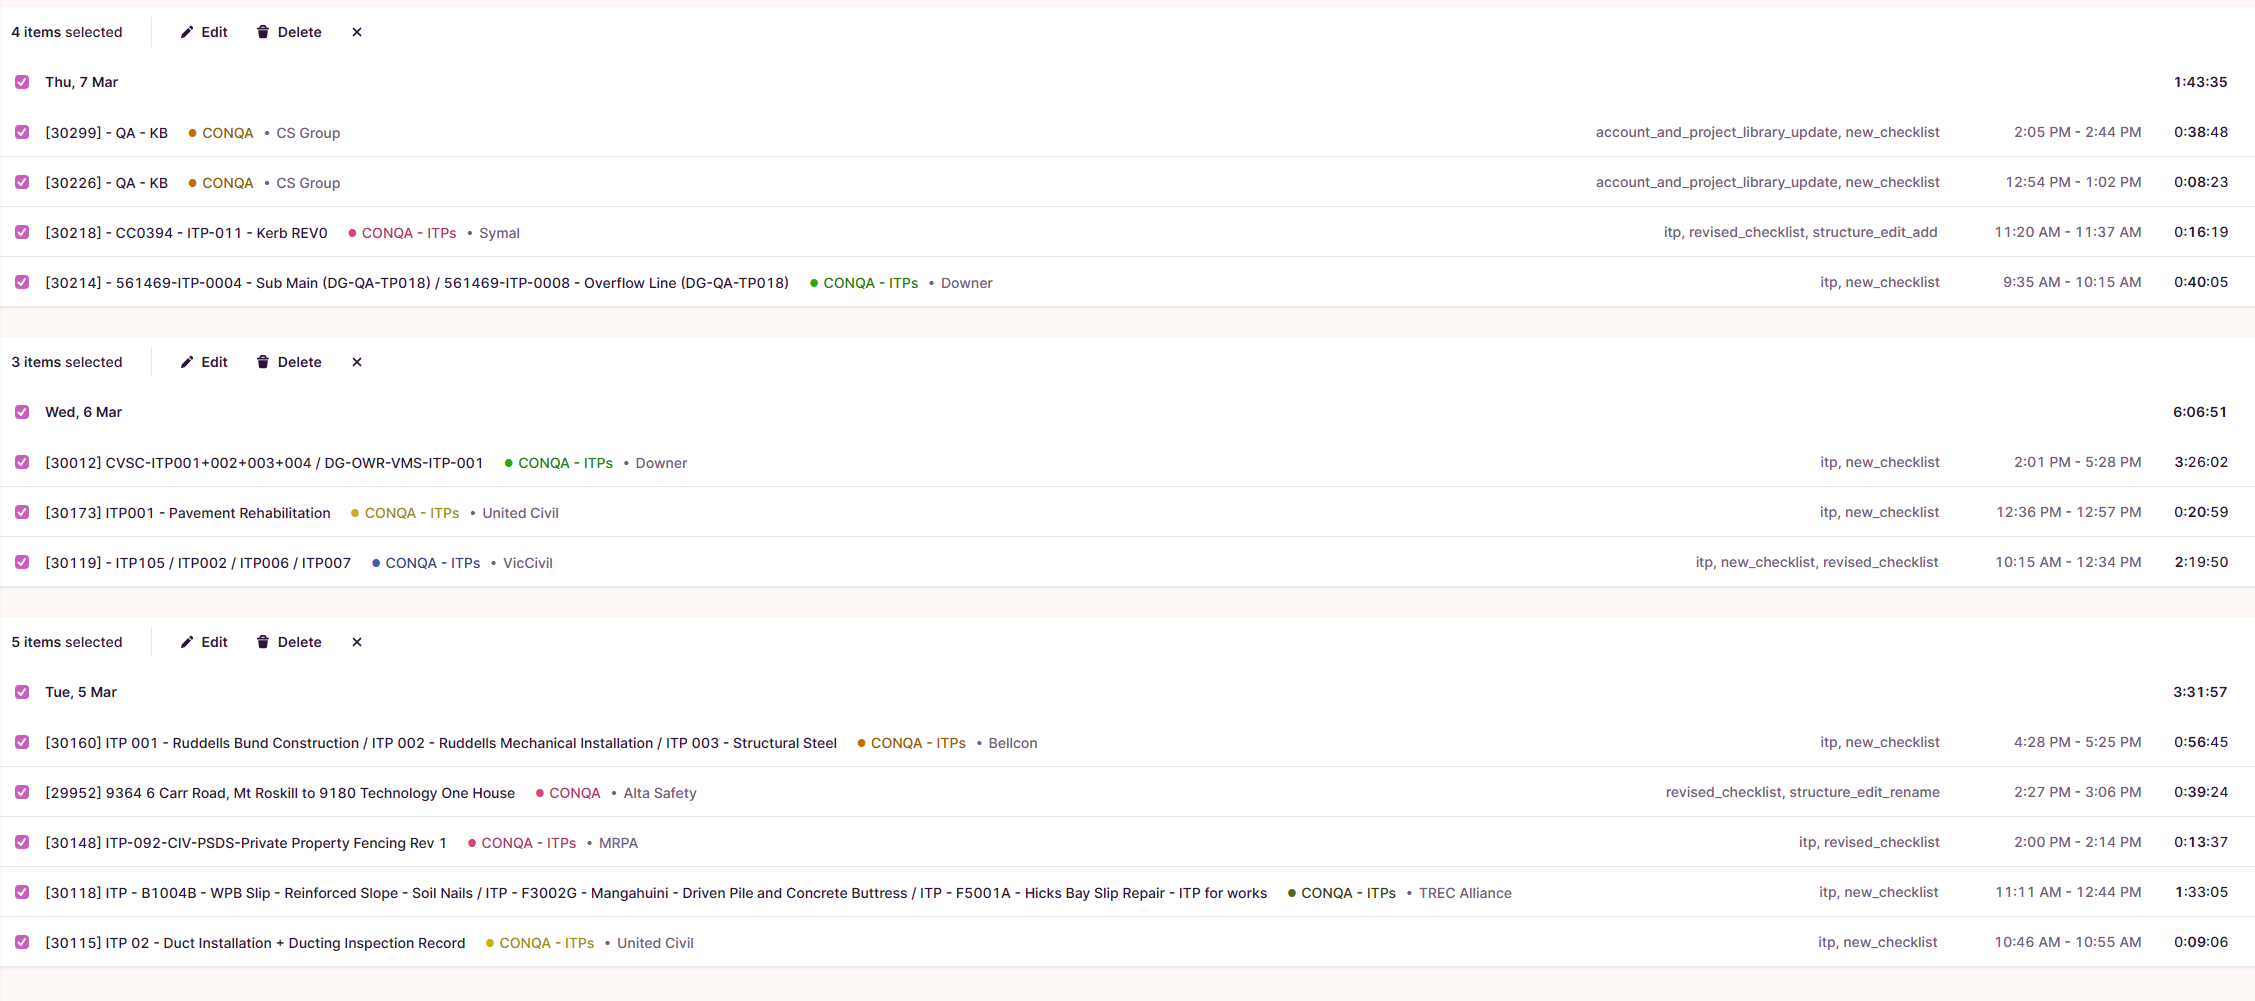 4 items selected Edit Delete ×
Thu, 7 Mar 1:43:35
[30299] - QA - KB • CONQA • CS Group account_and_project_library_update, new_checklist 2:05 PM - 2:44 PM 0:38:48
[30226] - QA - KB • CONQA • CS Group account_and_project_library_update, new_checklist 12:54 PM - 1:02 PM 0:08:23
[30218] - CC0394 - ITP-011 - Kerb REV0 • CONQA - ITPs • Symal itp, revised_checklist, structure_edit_add 11:20 AM - 11:37 AM 0:16:19
[30214] - 561469-ITP-0004 - Sub Main (DG-QA-TP018) / 561469-ITP-0008 - Overflow Line (DG-QA-TP018) • CONQA - ITPs • Downer itp, new_checklist 9:35 AM - 10:15 AM 0:40:05
3 items selected Edit Delete ×
Wed, 6 Mar 6:06:51
[30012] CVSC-ITP001+002+003+004 / DG-OWR-VMS-ITP-001 • CONQA - ITPs • Downer itp, new_checklist 2:01 PM - 5:28 PM 3:26:02
[30173] ITP001 - Pavement Rehabilitation • CONQA - ITPs • United Civil itp, new_checklist 12:36 PM - 12:57 PM 0:20:59
[30119] - ITP105 / ITP002 / ITP006 / ITP007 • CONQA - ITPs • VicCivil itp, new_checklist, revised_checklist 10:15 AM - 12:34 PM 2:19:50
5 items selected Edit Delete ×
Tue, 5 Mar 3:31:57
[30160] ITP 001 - Ruddells Bund Construction / ITP 002 - Ruddells Mechanical Installation / ITP 003 - Structural Steel • CONQA - ITPs • Bellcon itp, new_checklist 4:28 PM - 5:25 PM 0:56:45
[29952] 9364 6 Carr Road, Mt Roskill to 9180 Technology One House • CONQA • Alta Safety revised_checklist, structure_edit_rename 2:27 PM - 3:06 PM 0:39:24
[30148] ITP-092-CIV-PSDS-Private Property Fencing Rev 1 • CONQA - ITPs • MRPA itp, revised_checklist 2:00 PM - 2:14 PM 0:13:37
[30118] ITP - B1004B - WPB Slip - Reinforced Slope - Soil Nails / ITP - F3002G - Mangahuini - Driven Pile and Concrete Buttress / ITP - F5001A - Hicks Bay Slip Repair - ITP for works • CONQA - ITPs • TREC Alliance itp, new_checklist 11:11 AM - 12:44 PM 1:33:05
[30115] ITP 02 - Duct Installation + Ducting Inspection Record • CONQA - ITPs • United Civil itp, new_checklist 10:46 AM - 10:55 AM 0:09:06